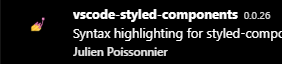 vscode-styled-components 0.0.26
Syntax highlighting for styled-compo
Julien Poissonnier